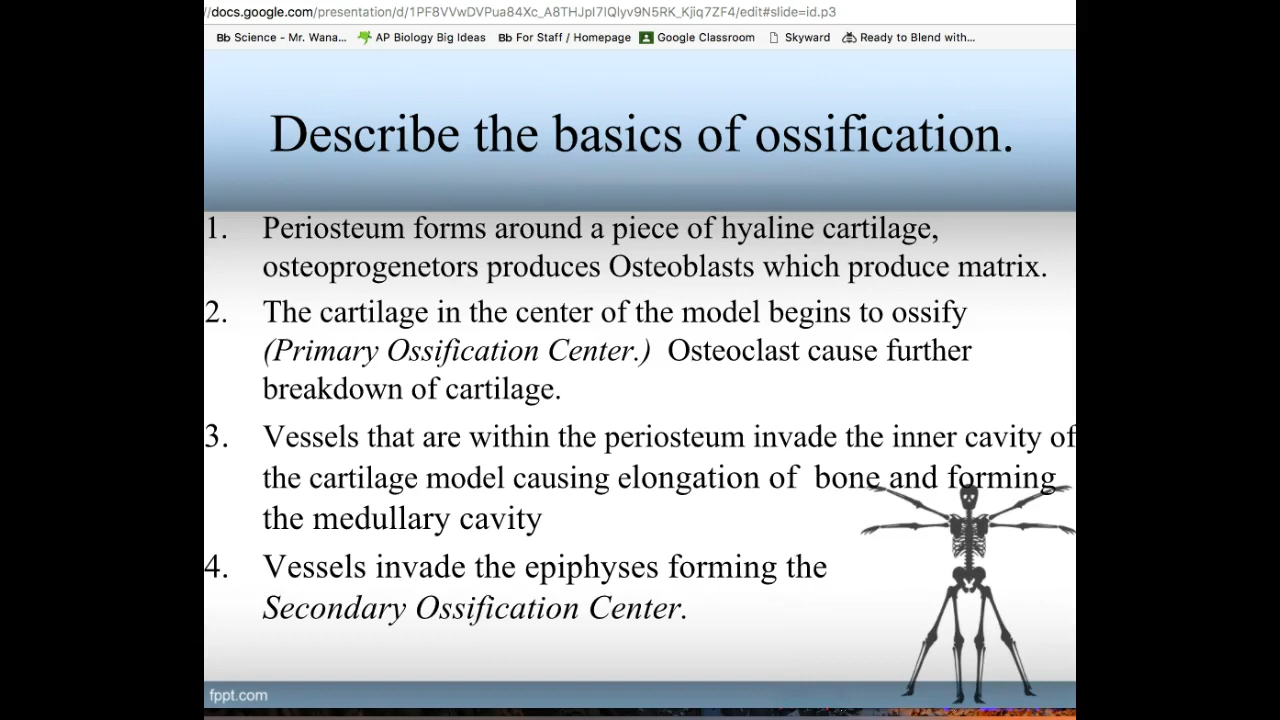 //docs.google.com/presentation/d/1PF8VVwDVPua84Xc_A8THJpI7IQlyv9N5RK_Kjiq7ZF4/edit#slide=id.p3
Bb Science - Mr. Wana... AP Biology Big Ideas Bb For Staff / Homepage Google Classroom Skyward Ready to Blend with...
Describe the basics of ossification.
1. Periosteum forms around a piece of hyaline cartilage,
osteoprogenetors produces Osteoblasts which produce matrix.
2. The cartilage in the center of the model begins to ossify
(Primary Ossification Center.) Osteoclast cause further
breakdown of cartilage.
3. Vessels that are within the periosteum invade the inner cavity of
the cartilage model causing elongation of bone and forming
the medullary cavity
4. Vessels invade the epiphyses forming the
Secondary Ossification Center.
fppt.com